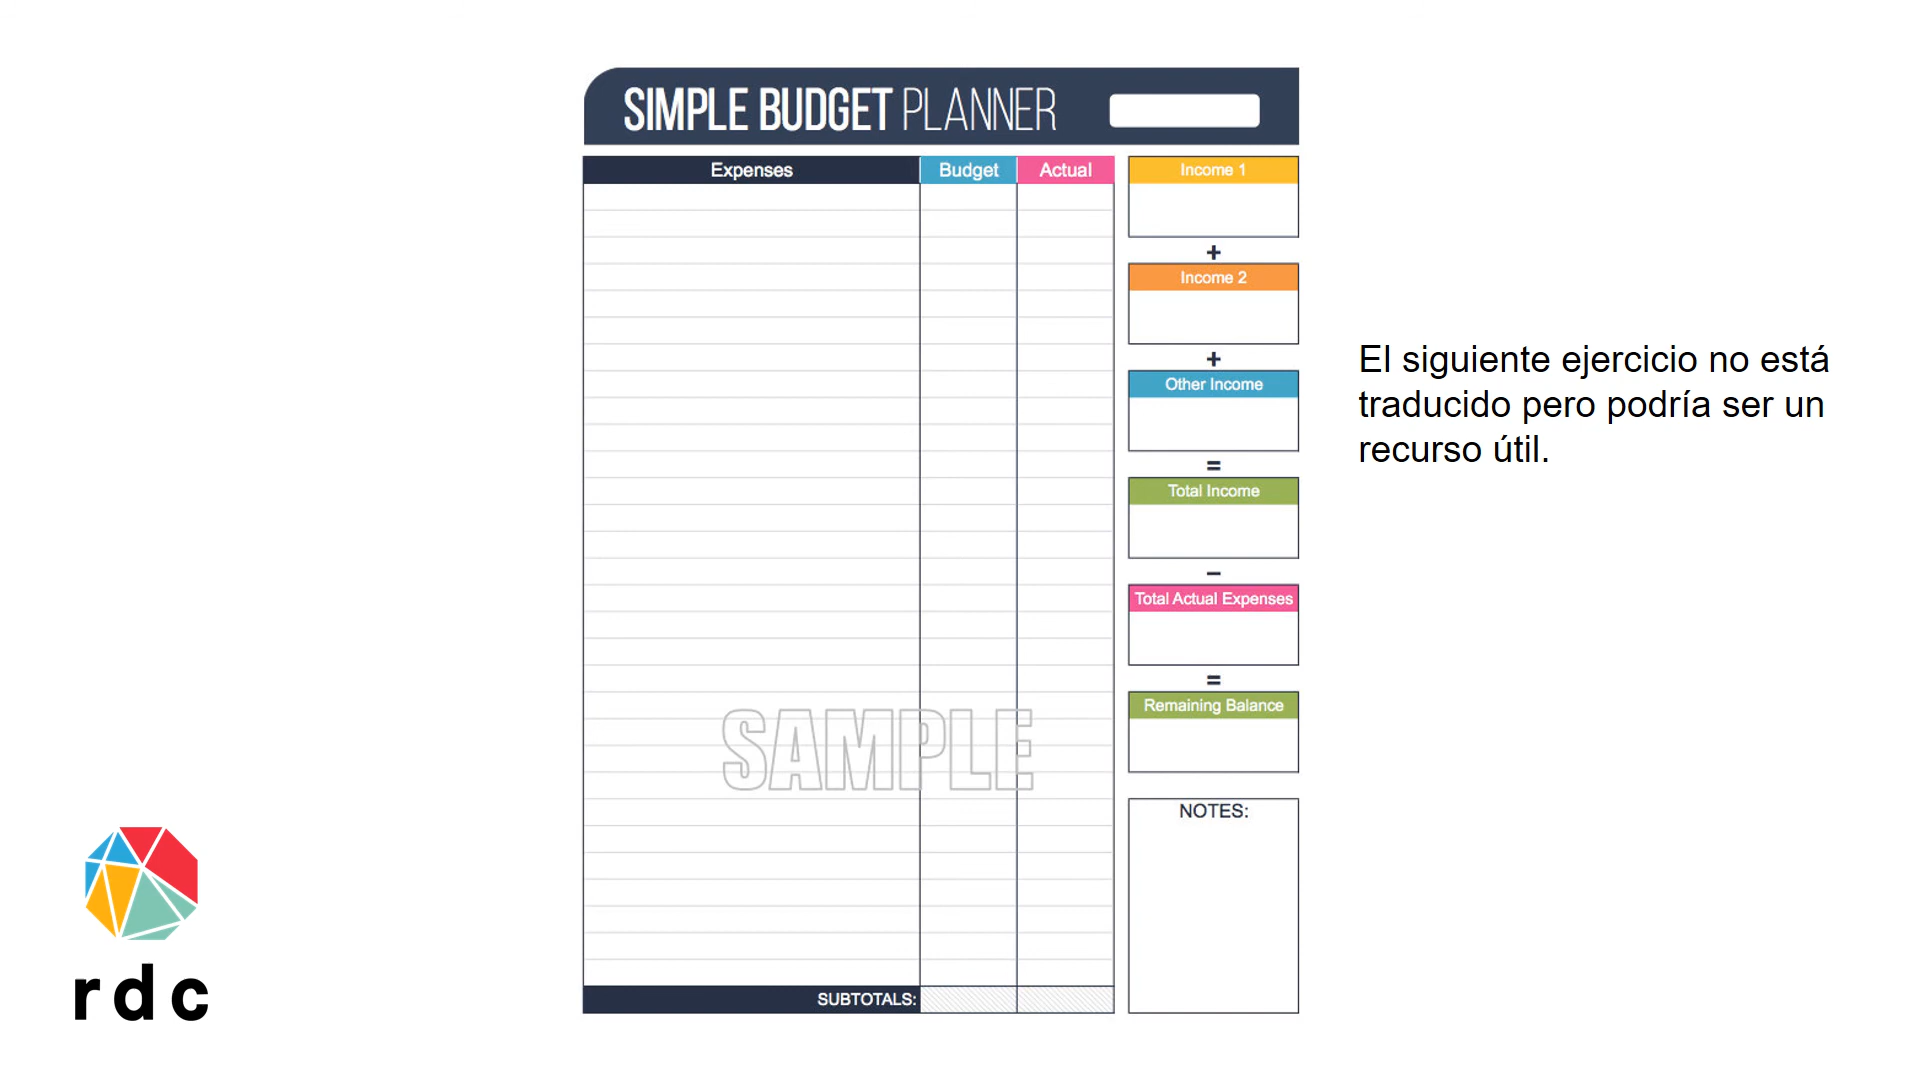 SIMPLE BUDGET PLANNER
Expenses Budget Actual
Income 1
+
Income 2
+
Other Income
=
Total Income
–
Total Actual Expenses
=
Remaining Balance
NOTES:
SAMPLE
SUBTOTALS:
El siguiente ejercicio no está
traducido pero podría ser un
recurso útil.
rdc